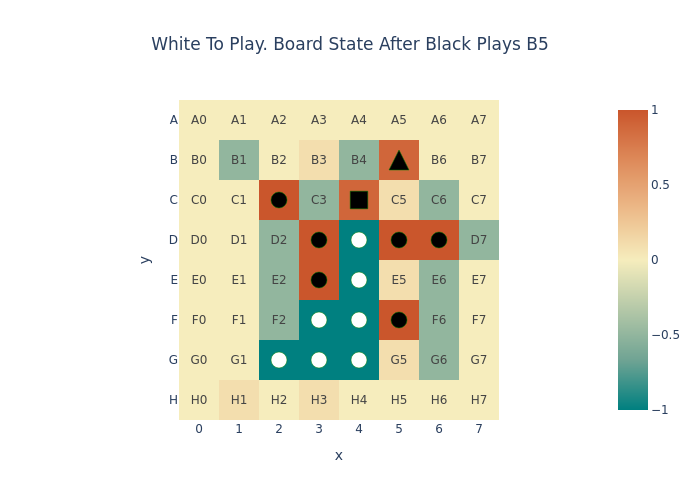 White To Play. Board State After Black Plays B5
A A0 A1 A2 A3 A4 A5 A6 A7 1
B B0 B1 B2 B3 B4 B6 B7
C C0 C1 C3 C5 C6 C7 0.5
D D0 D1 D2 D7
y 0
E E0 E1 E2 E5 E6 E7
F F0 F1 F2 F6 F7 −0.5
G G0 G1 G5 G6 G7
H H0 H1 H2 H3 H4 H5 H6 H7 −1
0 1 2 3 4 5 6 7
x